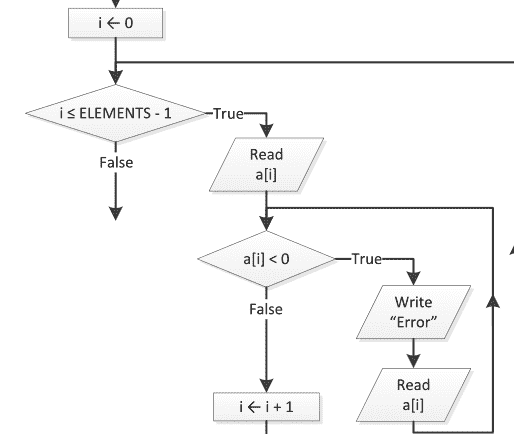 i ← 0
i ≤ ELEMENTS - 1
True
False
Read
a[i]
a[i] < 0
True
False
Write
“Error”
Read
a[i]
i ← i + 1